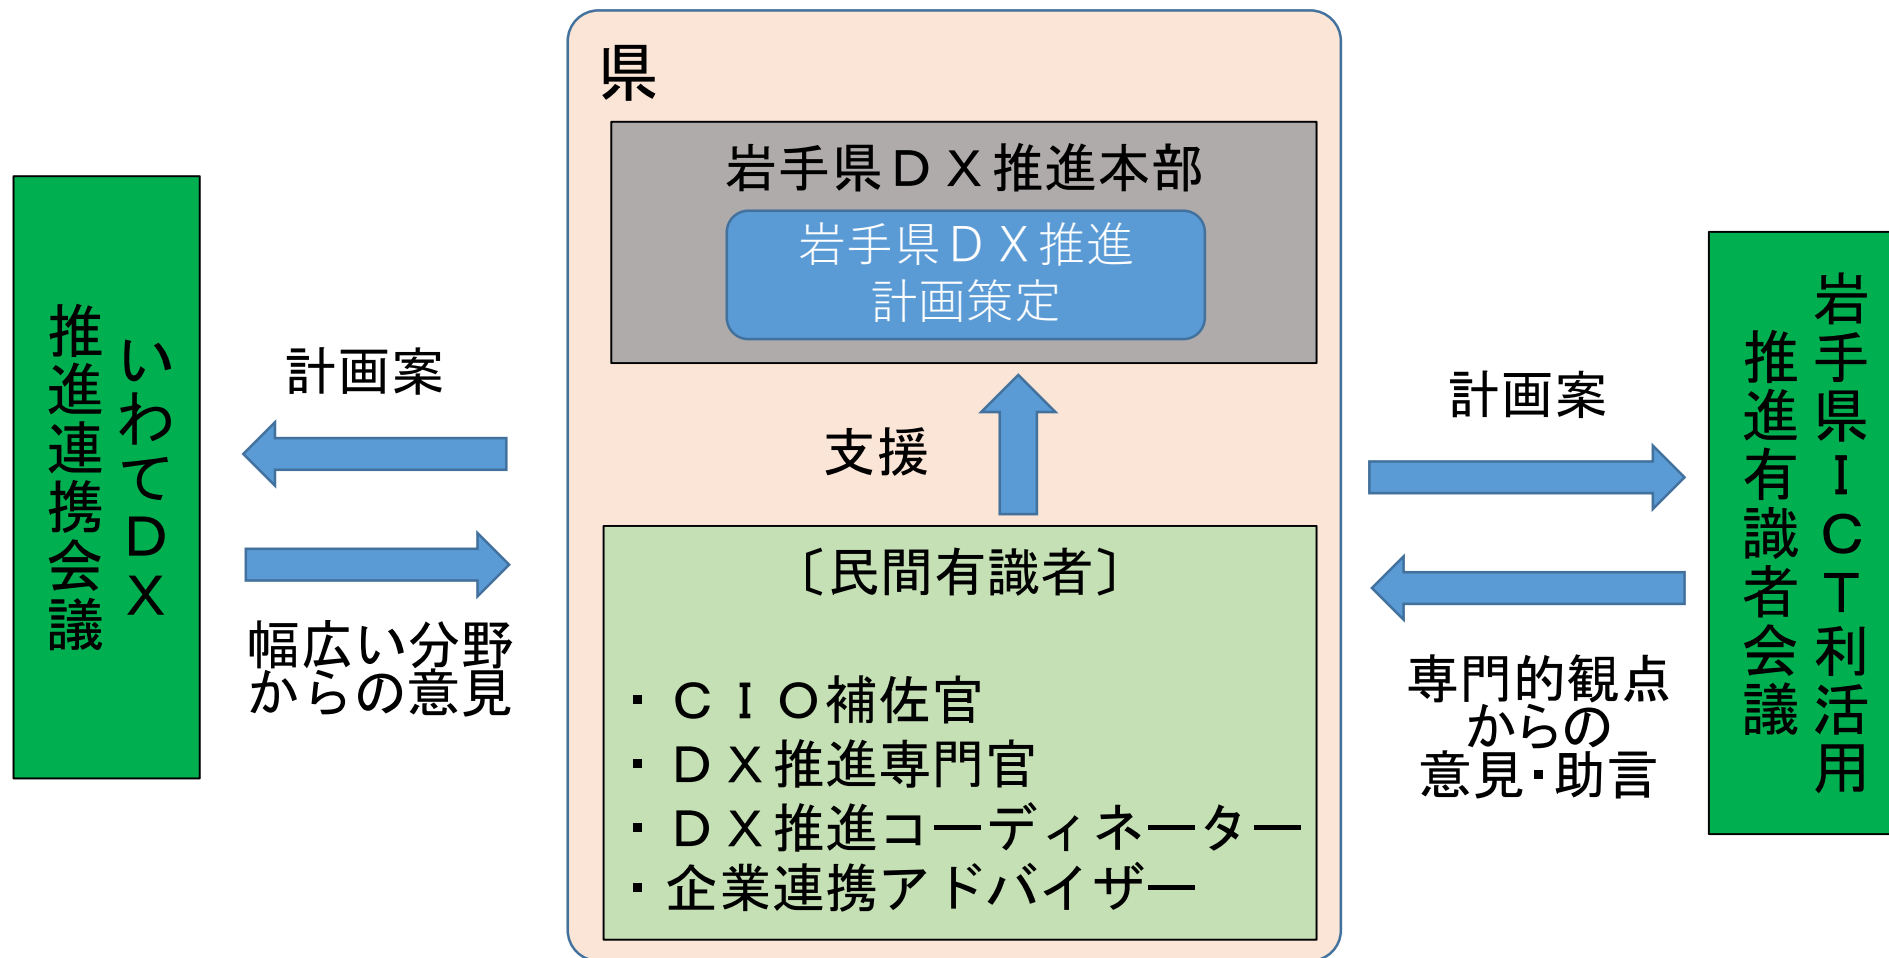 県
岩手県ＤＸ推進本部
岩手県ＤＸ推進
計画策定
支援
〔民間有識者〕
・ＣＩＯ補佐官
・ＤＸ推進専門官
・ＤＸ推進コーディネーター
・企業連携アドバイザー
いわてＤＸ
推進連携会議
計画案
幅広い分野
からの意見
計画案
専門的観点
からの
意見・助言
岩手県ＩＣＴ利活用
推進有識者会議